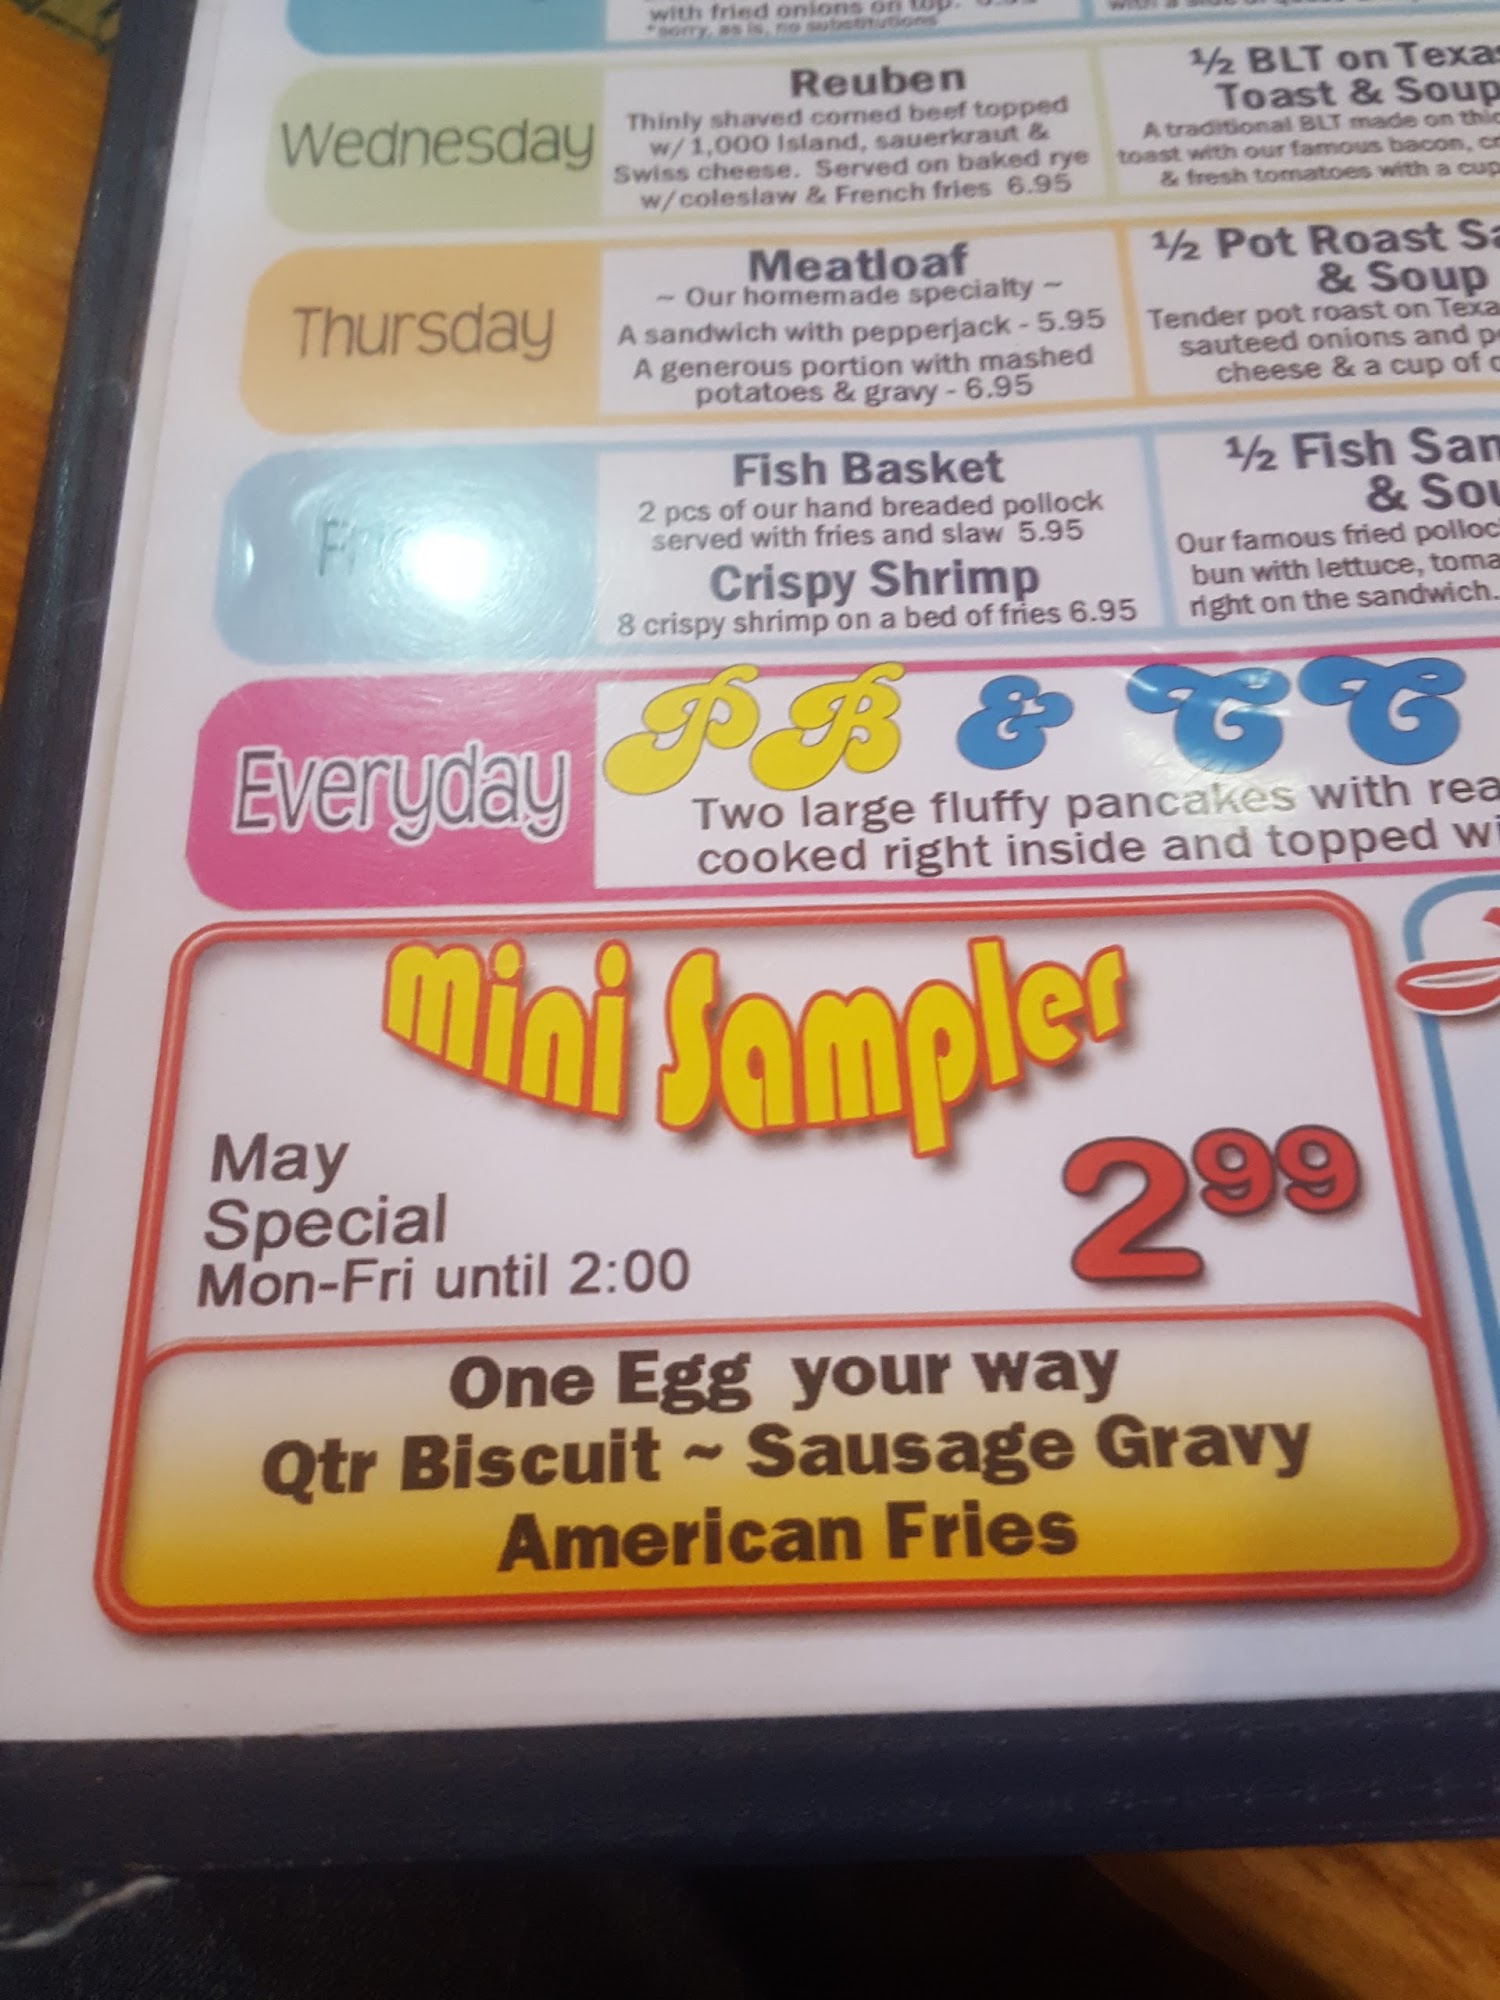 with fried onions on top.
*sorry, as is, no substitutions
Wednesday
Reuben
Thinly shaved corned beef topped
w/ 1,000 Island, sauerkraut &
Swiss cheese. Served on baked rye
w/coleslaw & French fries 6.95
½ BLT on Texas
Toast & Soup
A traditional BLT made on thic
toast with our famous bacon, cr
& fresh tomatoes with a cup
Thursday
Meatloaf
~ Our homemade specialty ~
A sandwich with pepperjack - 5.95
A generous portion with mashed
potatoes & gravy - 6.95
½ Pot Roast Sa
& Soup
Tender pot roast on Texa
sauteed onions and pe
cheese & a cup of
Fish Basket
2 pcs of our hand breaded pollock
served with fries and slaw 5.95
Crispy Shrimp
8 crispy shrimp on a bed of fries 6.95
½ Fish San
& Sou
Our famous fried polloc
bun with lettuce, toma
right on the sandwich.
Everyday
PB & CC
Two large fluffy pancakes with rea
cooked right inside and topped wi
Mini Sampler
May
Special
Mon-Fri until 2:00
2 99
One Egg your way
Qtr Biscuit ~ Sausage Gravy
American Fries